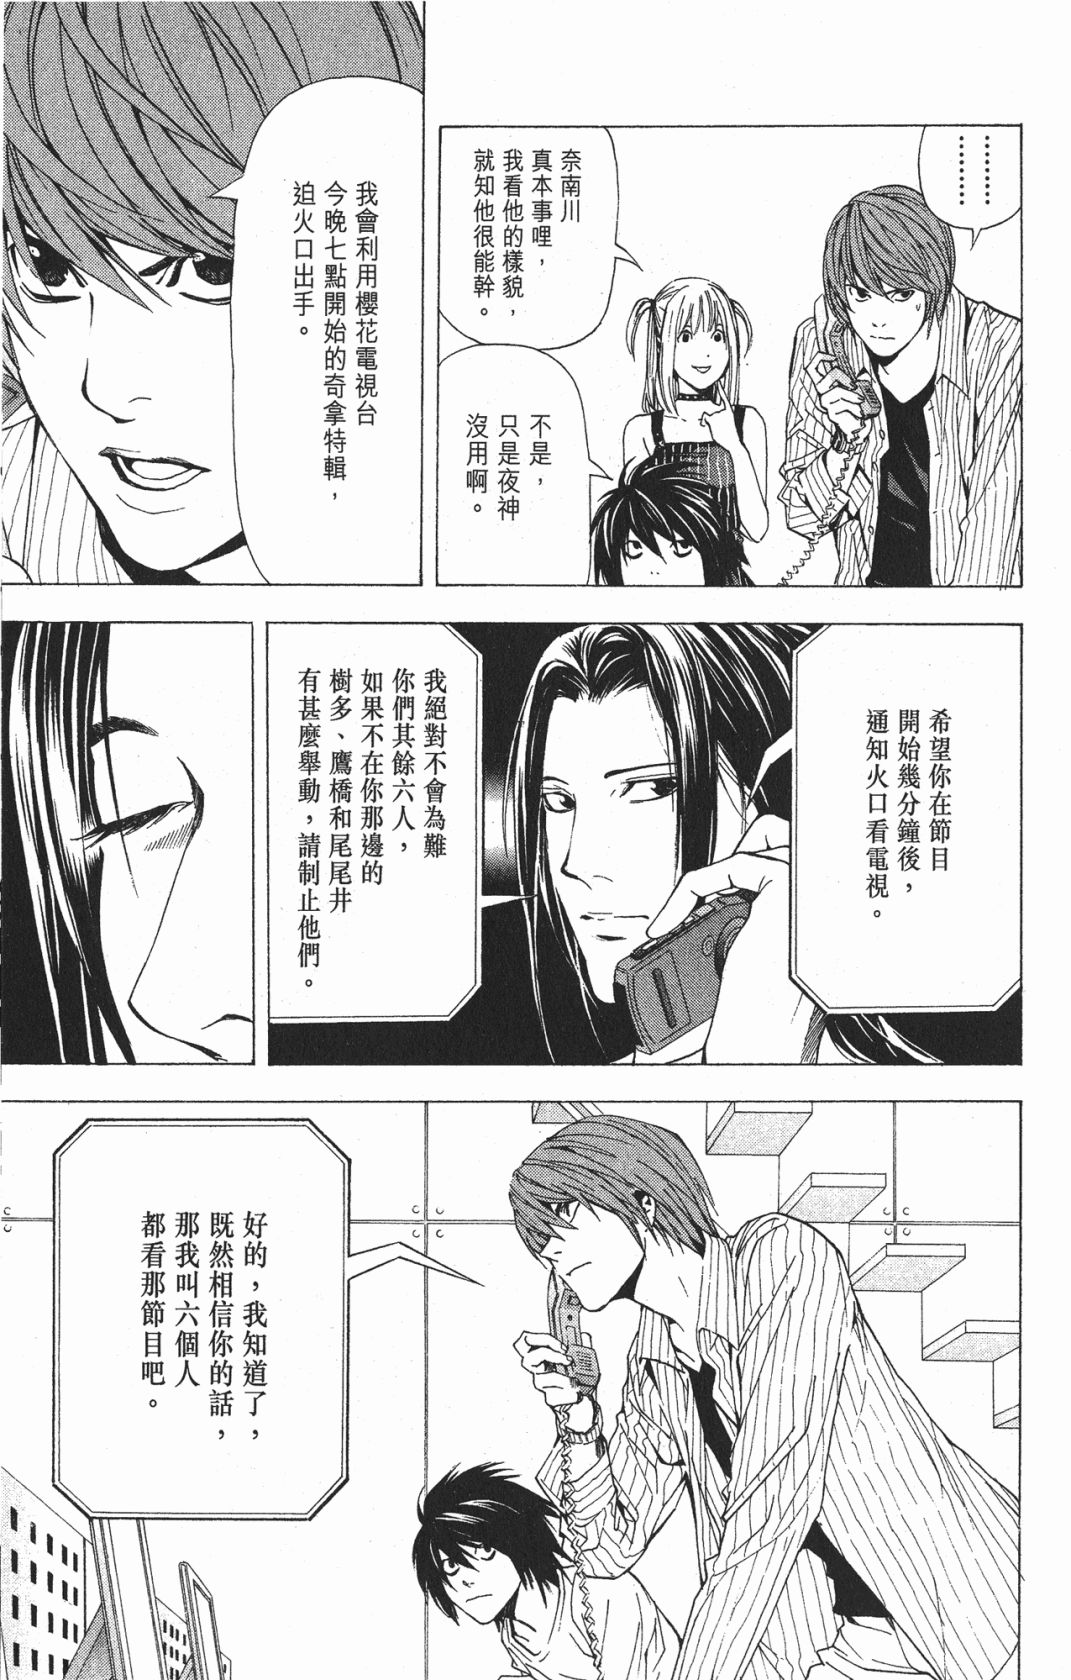 …………
奈南川
真本事哩，
我看他的樣貌，
就知他很能幹。
不是，
只是夜神
沒用啊。
我會利用櫻花電視台
今晚七點開始的奇拿特輯，
迫火口出手。
希望你在節目
開始幾分鐘後，
通知火口看電視。
我絕對不會為難
你們其餘六人，
如果不在你那邊的
樹多、鷹橋和尾尾井
有甚麼舉動，請制止他們。
好的，我知道了，
既然相信你的話，
那我叫六個人
都看那節目吧。